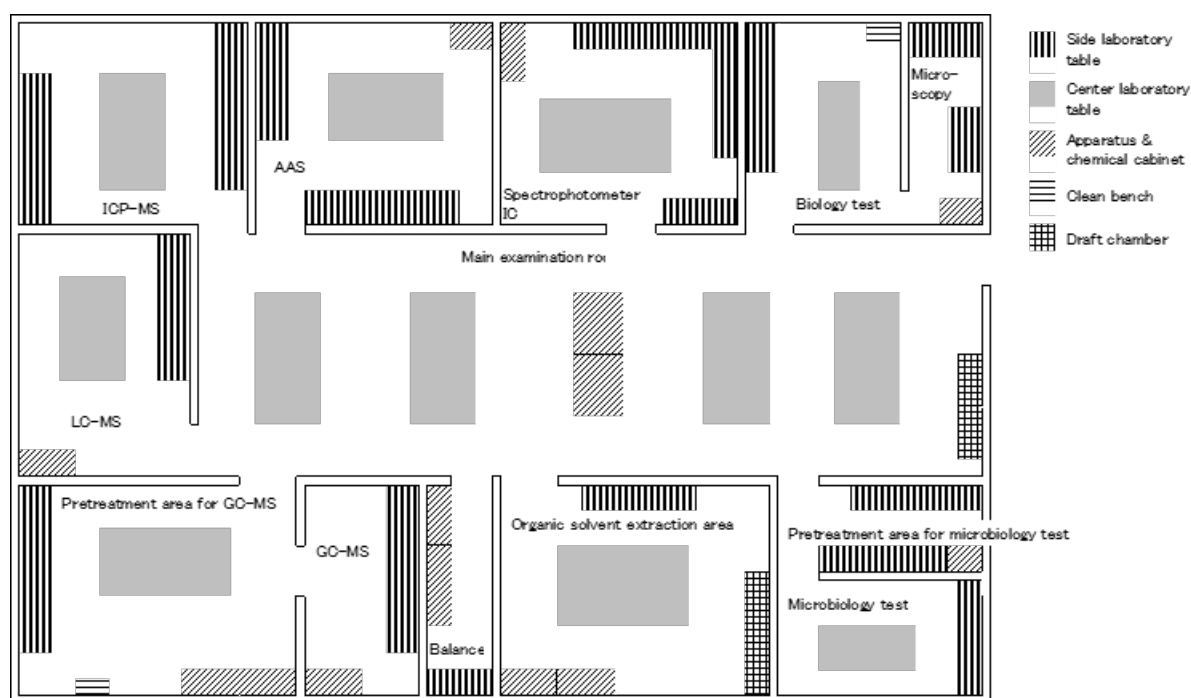 Side laboratory
table
Micro-
scopy
Center laboratory
table
Apparatus &
chemical cabinet
AAS
ICP-MS
Spectrophotometer
IC
Biology test
Clean bench
Draft chamber
Main examination
LC-MS
Pretreatment area for GC-MS
GC-MS
Organic solvent extraction area
Pretreatment area for microbiology test
Microbiology test
Balance